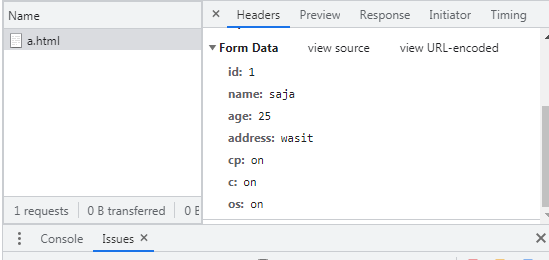 Name
a.html
1 requests
0 B transferred
0 B
Headers
Preview
Response
Initiator
Timing
Form Data
view source
view URL-encoded
id: 1
name: saja
age: 25
address: wasit
cp: on
c: on
os: on
Console
Issues